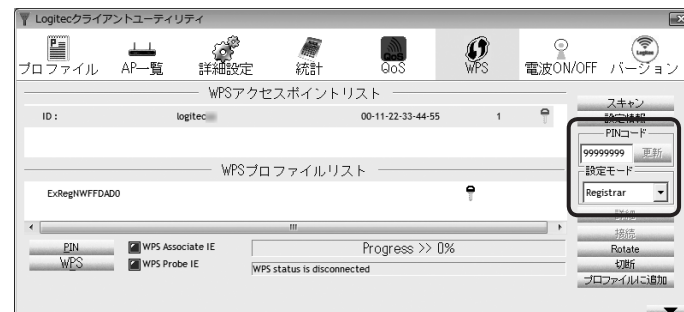 Logitecクライアントユーティリティ
プロファイル AP一覧 詳細設定 統計 QoS WPS 電波ON/OFF バージョン
WPSアクセスポイントリスト
ID : logitec 00-11-22-33-44-55 1
WPSプロファイルリスト
ExRegNWFFDAD0
スキャン
設定情報
PINコード
99999999 更新
設定モード
Registrar
詳細
接続
Rotate
切断
プロファイルに追加
PIN WPS Associate IE Progress >> 0%
WPS WPS Probe IE WPS status is disconnected